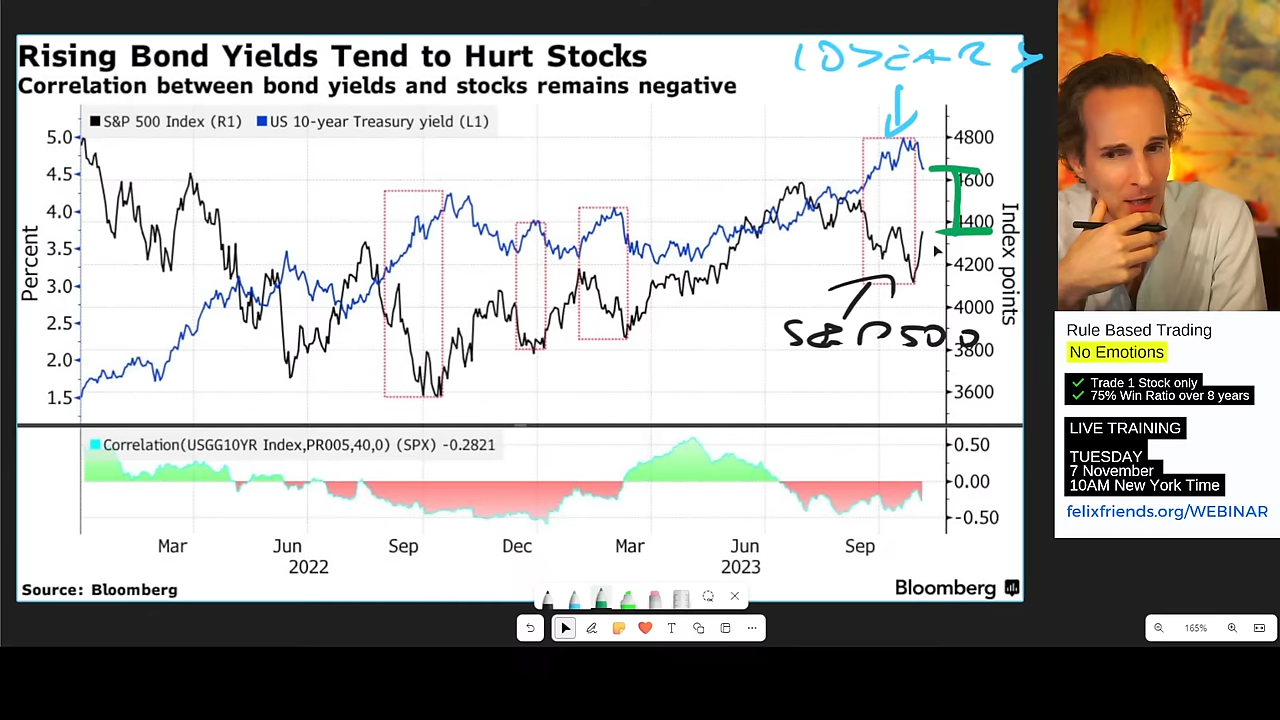 Rising Bond Yields Tend to Hurt Stocks
10YEAR Y
Correlation between bond yields and stocks remains negative
S&P 500 Index (R1) US 10-year Treasury yield (L1)
5.0
4.5
4.0
3.5
3.0
2.5
2.0
1.5
Percent
4800
4600
4400
4200
4000
3800
3600
Index points
S&P 500
Correlation(USGG10YR Index,PR005,40,0) (SPX) -0.2821
0.50
0.00
-0.50
Mar Jun Sep Dec Mar Jun Sep
2022 2023
Source: Bloomberg
Bloomberg
T
165%
Rule Based Trading
No Emotions
Trade 1 Stock only
75% Win Ratio over 8 years
LIVE TRAINING
TUESDAY
7 November
10AM New York Time
felixfriends.org/WEBINAR